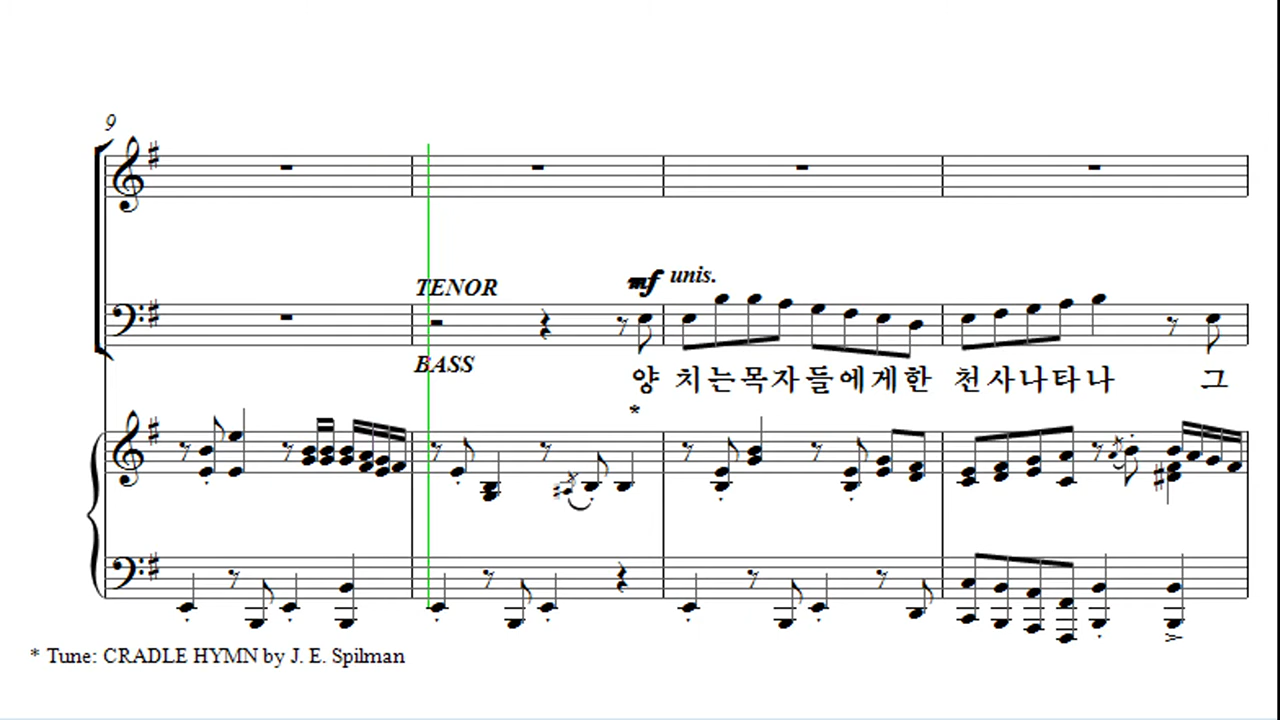 9
TENOR
mf unis.
BASS
양 치는목자들에게한 천사나타나 그
*
* Tune: CRADLE HYMN by J. E. Spilman